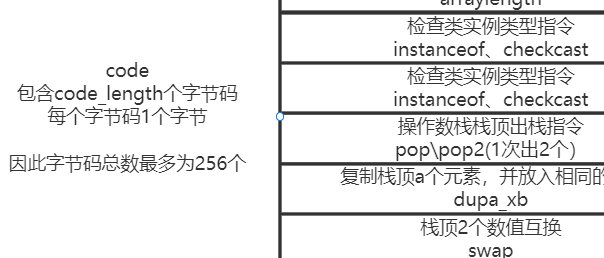 arraylength
检查类实例类型指令
instanceof、checkcast
检查类实例类型指令
instanceof、checkcast
code
包含code_length个字节码
每个字节码1个字节
因此字节码总数最多为256个
操作数栈栈顶出栈指令
pop\pop2(1次出2个)
复制栈顶a个元素，并放入相同的
dupa_xb
栈顶2个数值互换
swap